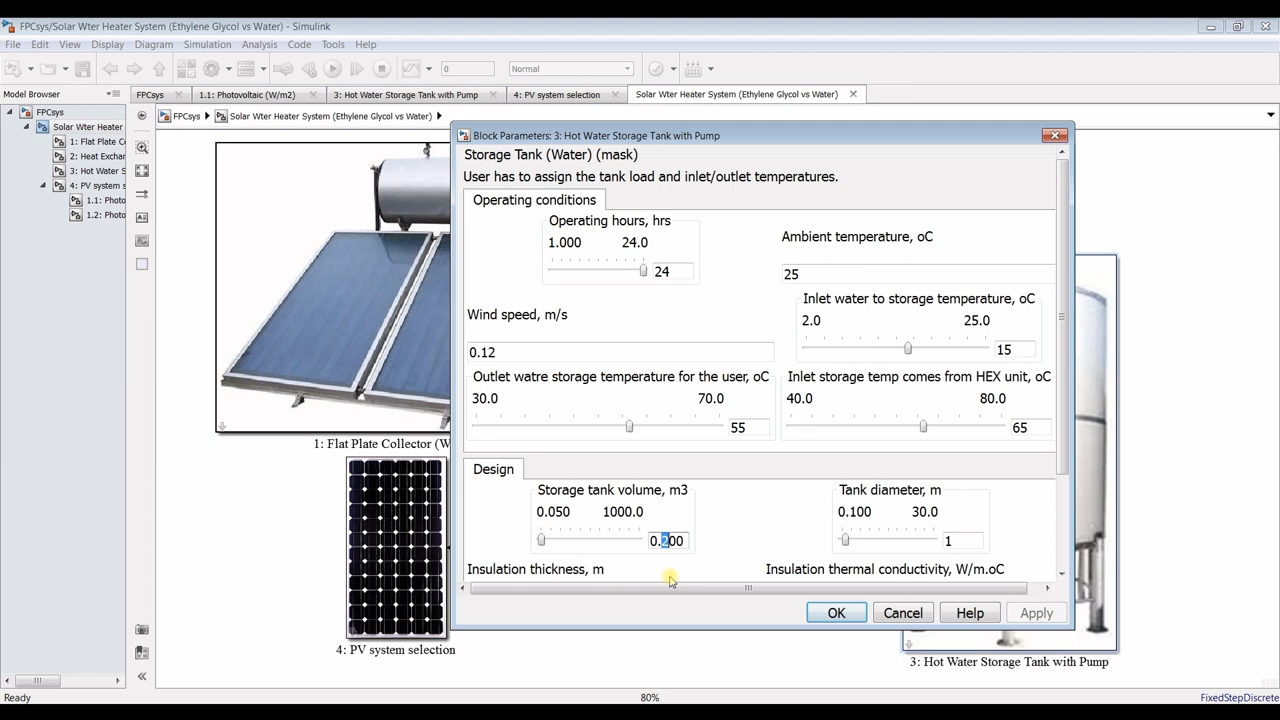 FPCsys/Solar Wter Heater System (Ethylene Glycol vs Water) - Simulink
File Edit View Display Diagram Simulation Analysis Code Tools Help
0 Normal
Model Browser FPCsys 1.1: Photovoltaic (W/m2) 3: Hot Water Storage Tank with Pump 4: PV system selection Solar Wter Heater System (Ethylene Glycol vs Water)
FPCsys FPCsys Solar Wter Heater System (Ethylene Glycol vs Water)
Solar Wter Heater
1: Flat Plate C
2: Heat Exchan
3: Hot Water S
4: PV system s
1.1: Photo
1.2: Photo
Block Parameters: 3: Hot Water Storage Tank with Pump
Storage Tank (Water) (mask)
User has to assign the tank load and inlet/outlet temperatures.
Operating conditions
Operating hours, hrs
1.000 24.0
24
Ambient temperature, oC
25
Wind speed, m/s
0.12
Inlet water to storage temperature, oC
2.0 25.0
15
Outlet watre storage temperature for the user, oC
30.0 70.0
55
Inlet storage temp comes from HEX unit, oC
40.0 80.0
65
Design
Storage tank volume, m3
0.050 1000.0
0.200
Tank diameter, m
0.100 30.0
1
Insulation thickness, m Insulation thermal conductivity, W/m.oC
OK Cancel Help Apply
1: Flat Plate Collector (W
4: PV system selection
3: Hot Water Storage Tank with Pump
Ready 80% FixedStepDiscrete